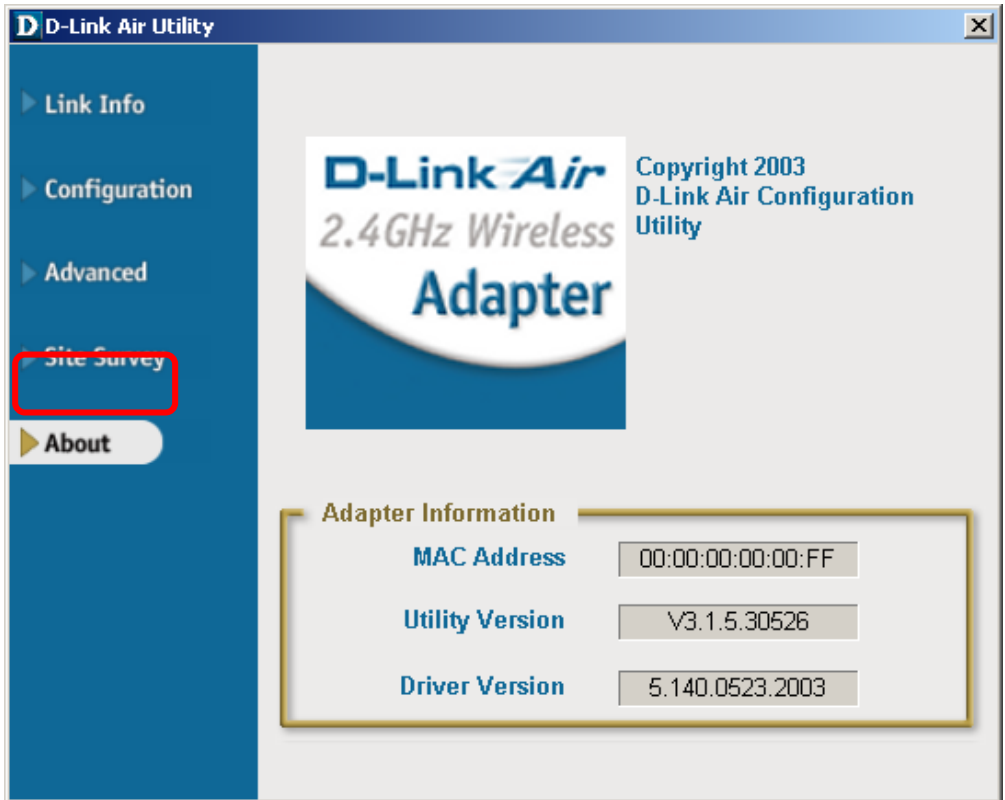 D D-Link Air Utility
Link Info
Configuration
Advanced
Site Survey
About
D-Link Air
2.4GHz Wireless
Adapter
Copyright 2003
D-Link Air Configuration
Utility
Adapter Information
MAC Address 00:00:00:00:00:FF
Utility Version V3.1.5.30526
Driver Version 5.140.0523.2003